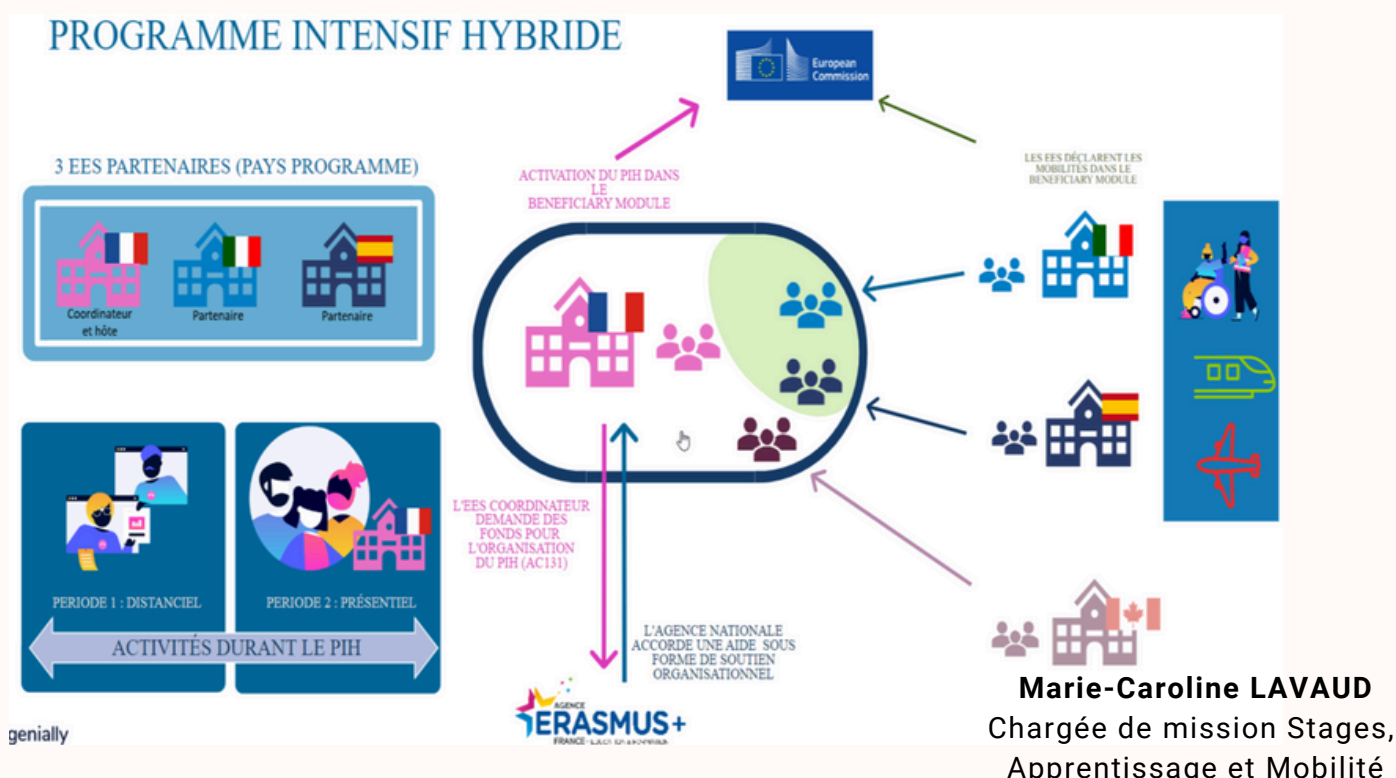 PROGRAMME INTENSIF HYBRIDE
European
Commission
3 EES PARTENAIRES (PAYS PROGRAMME)
Coordinateur
et hôte
Partenaire
Partenaire
ACTIVATION DU PIH DANS
LE
BENEFICIARY MODULE
LES EES DÉCLARENT LES
MOBILITÉS DANS LE
BENEFICIARY MODULE
PERIODE 1 : DISTANCIEL
PERIODE 2 : PRÉSENTIEL
ACTIVITÉS DURANT LE PIH
L'EES COORDINATEUR
DEMANDE DES
FONDS POUR
L'ORGANISATION
DU PIH (AC131)
L'AGENCE NATIONALE
ACCORDE UNE AIDE SOUS
FORME DE SOUTIEN
ORGANISATIONNEL
AGENCE
ERASMUS+
FRANCE
genially
Marie-Caroline LAVAUD
Chargée de mission Stages,
Apprentissage et Mobilité